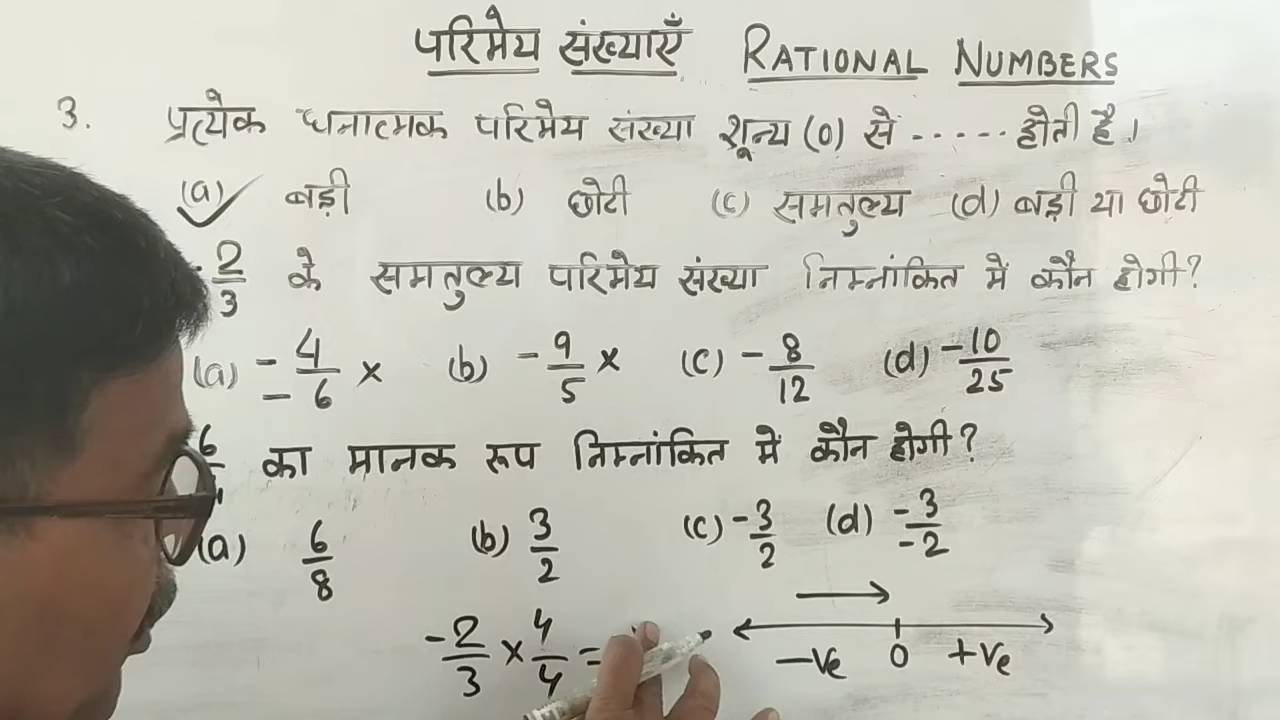 परिमेय संख्याएँ RATIONAL NUMBERS
3. प्रत्येक धनात्मक परिमेय संख्या शून्य (0) से ..... होती है।
(a) ✓ बड़ी (b) छोटी (c) समतुल्य (d) बड़ी या छोटी
-2/3 के समतुल्य परिमेय संख्या निम्नांकित में कौन होगी?
(a) -4/-6 × (b) -9/5 × (c) -8/12 (d) -10/25
का मानक रूप निम्नांकित में कौन होगी?
(a) 6/8 (b) 3/2 (c) -3/2 (d) -3/-2
-2/3 × 4/4 =
-ve 0 +ve